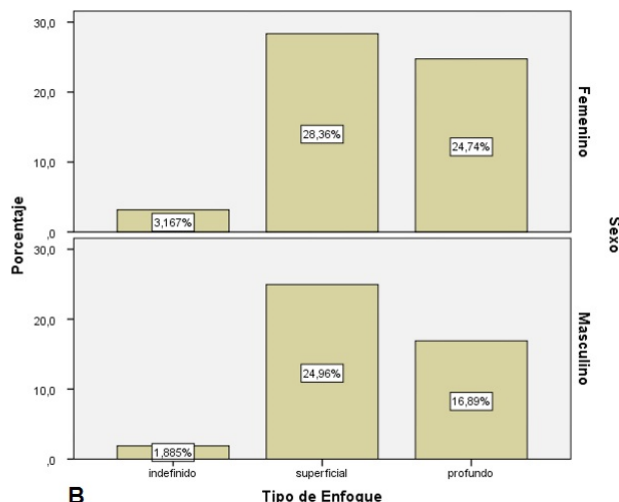 Porcentaje
30,0
20,0
10,0
,0
3,167%
28,36%
24,74%
Femenino
30,0
20,0
10,0
,0
1,885%
24,96%
16,89%
Masculino
Sexo
indefinido
superficial
profundo
B
Tipo de Enfoque